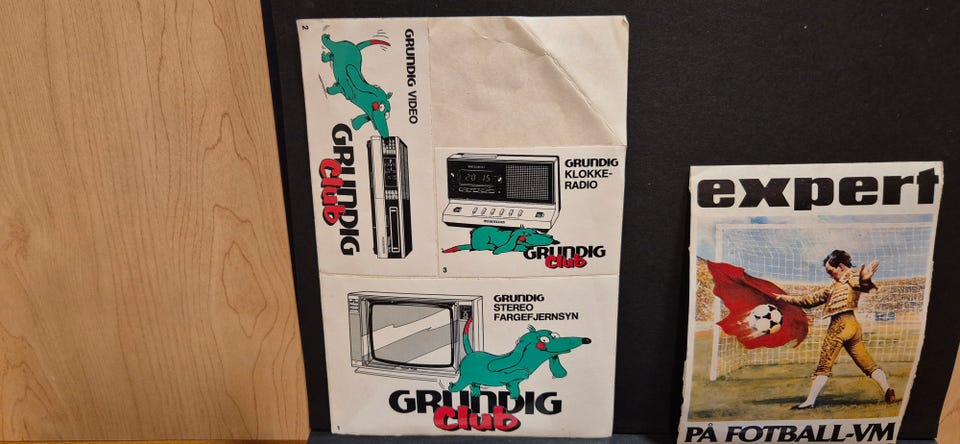 2
GRUNDIG VIDEO
GRUNDIG
Club
GRUNDIG
KLOKKE-
RADIO
20 15
GRUNDIG
Club
3
GRUNDIG
STEREO
FARGEFJERNSYN
GRUNDIG
Club
1
expert
PÅ FOTBALL-VM